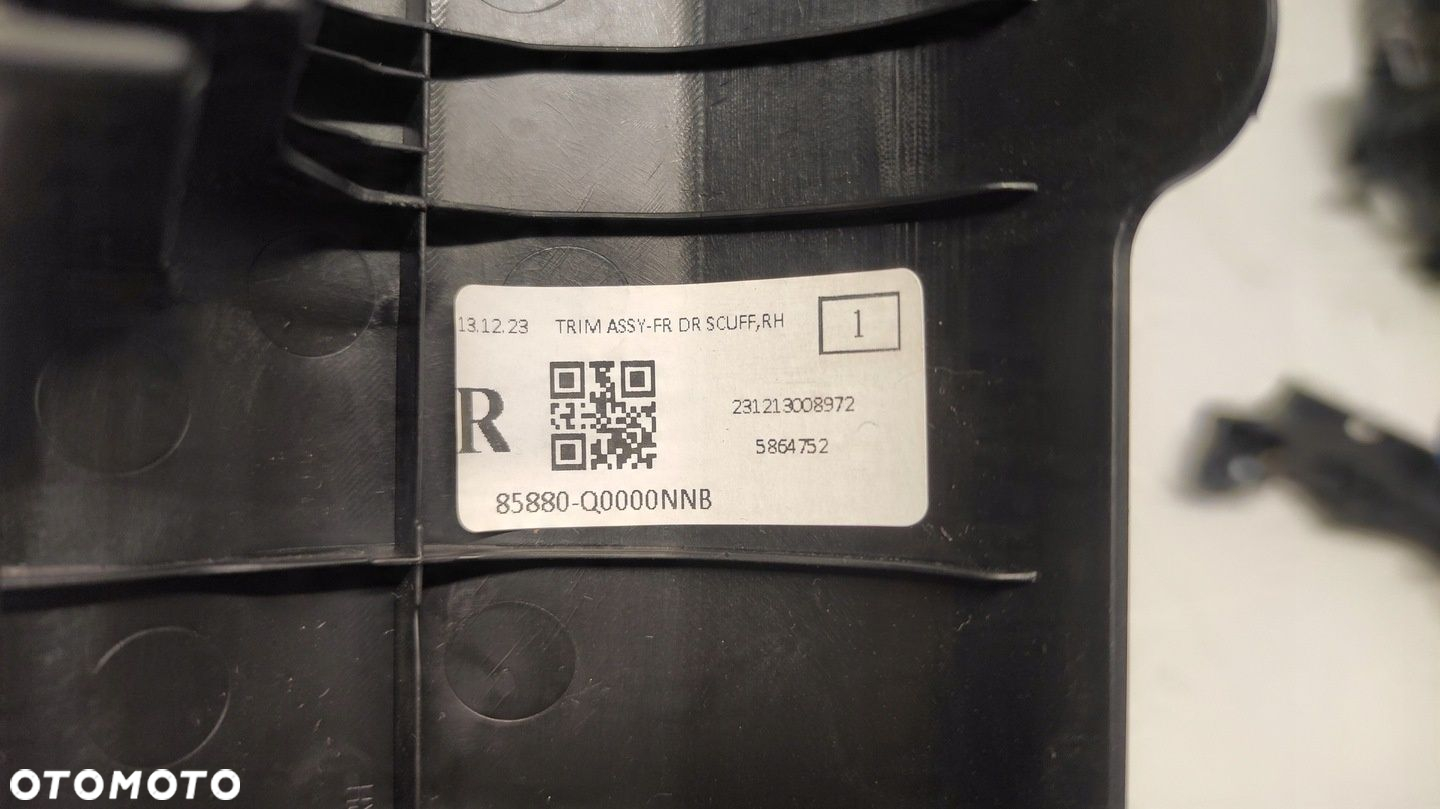 13.12.23 TRIM ASSY-FR DR SCUFF,RH 1
R
231213008972
5864752
85880-Q0000NNB
OTOMOTO